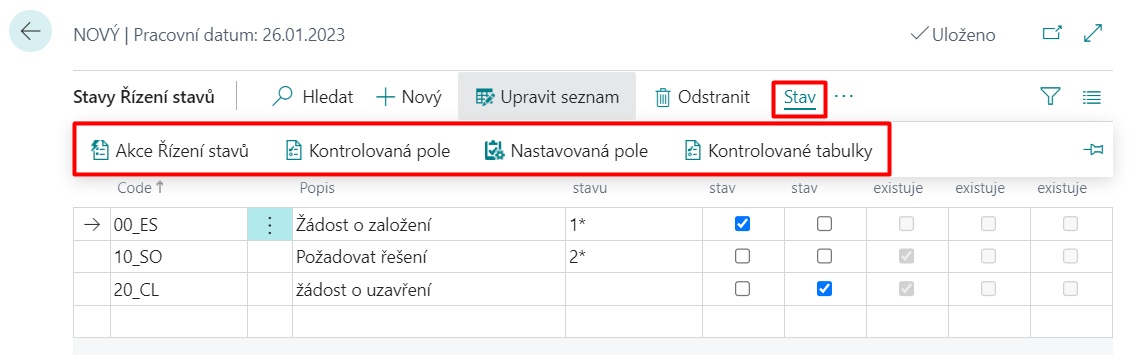 NOVÝ | Pracovní datum: 26.01.2023
Uloženo
Stavy Řízení stavů
Hledat
Nový
Upravit seznam
Odstranit
Stav
Akce Řízení stavů
Kontrolovaná pole
Nastavovaná pole
Kontrolované tabulky
Code Popis stavu stav stav existuje existuje existuje
00_ES Žádost o založení 1*
10_SO Požadovat řešení 2*
20_CL žádost o uzavření